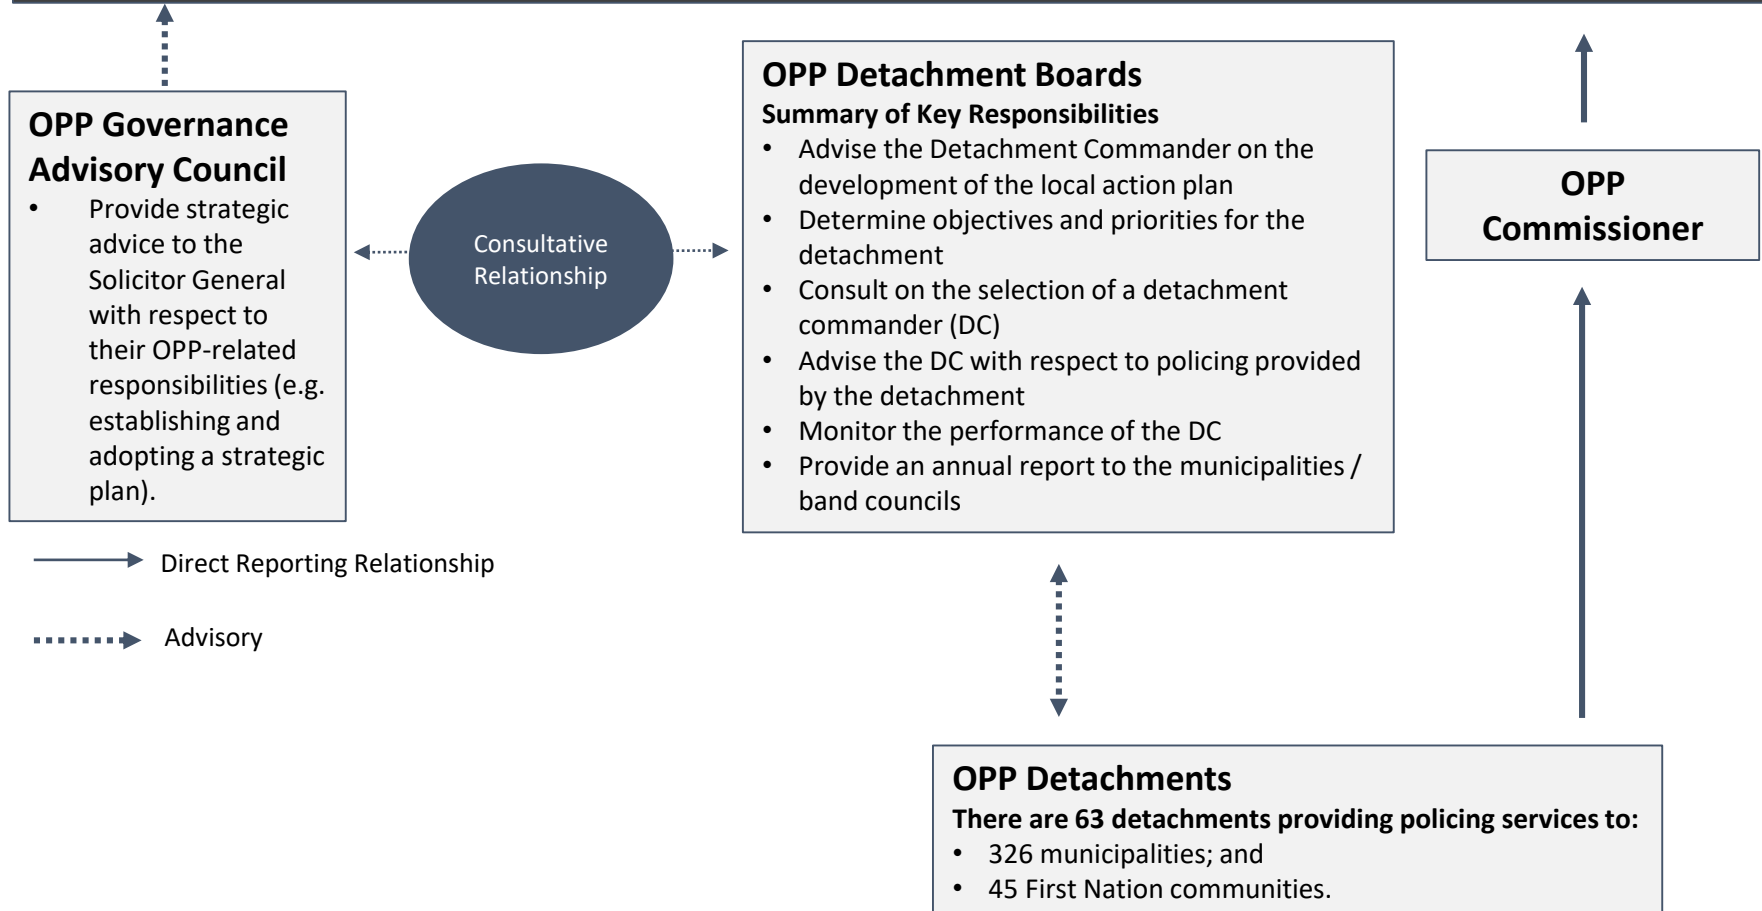 OPP Governance
Advisory Council
• Provide strategic
advice to the
Solicitor General
with respect to
their OPP-related
responsibilities (e.g.
establishing and
adopting a strategic
plan).
Consultative
Relationship
OPP Detachment Boards
Summary of Key Responsibilities
• Advise the Detachment Commander on the
development of the local action plan
• Determine objectives and priorities for the
detachment
• Consult on the selection of a detachment
commander (DC)
• Advise the DC with respect to policing provided
by the detachment
• Monitor the performance of the DC
• Provide an annual report to the municipalities /
band councils
OPP
Commissioner
Direct Reporting Relationship
Advisory
OPP Detachments
There are 63 detachments providing policing services to:
• 326 municipalities; and
• 45 First Nation communities.